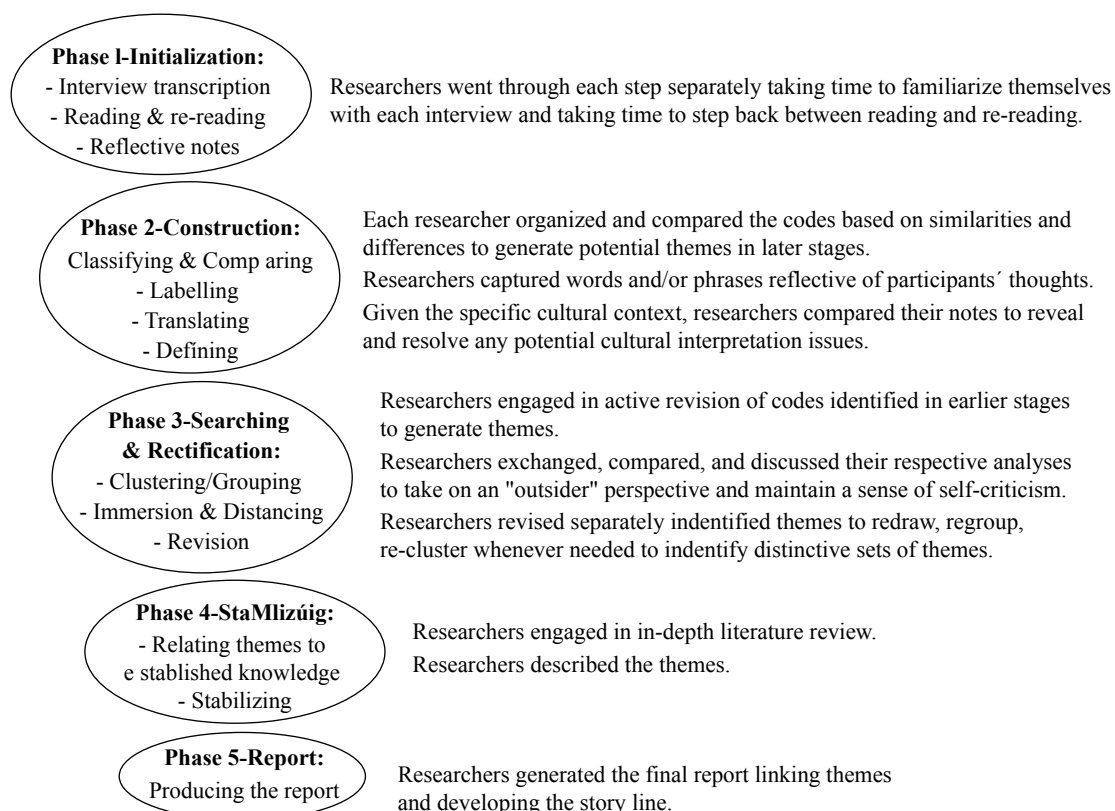 Phase l-Initialization:
- Interview transcription
- Reading & re-reading
- Reflective notes
Researchers went through each step separately taking time to familiarize themselves
with each interview and taking time to step back between reading and re-reading.
Phase 2-Construction:
Classifying & Comp aring
- Labelling
- Translating
- Defíning
Each researcher organized and compared the codes based on similarities and
differences to generate potential themes in later stages.
Researchers captured words and/or phrases reflective of participants´ thoughts.
Given the specific cultural context, researchers compared their notes to reveal
and resolve any potential cultural interpretation issues.
Phase 3-Searching
& Rectification:
- Clustering/Grouping
- Immersion & Distancing
- Revision
Researchers engaged in active revision of codes identified in earlier stages
to generate themes.
Researchers exchanged, compared, and discussed their respective analyses
to take on an "outsider" perspective and maintain a sense of self-criticism.
Researchers revised separately indentified themes to redraw, regroup,
re-cluster whenever needed to indentify distinctive sets of themes.
Phase 4-StaMlizúig:
- Relating themes to
e stablished knowledge
- Stabilizing
Researchers engaged in in-depth literature review.
Researchers described the themes.
Phase 5-Report:
Producing the report
Researchers generated the final report linking themes
and developing the story line.